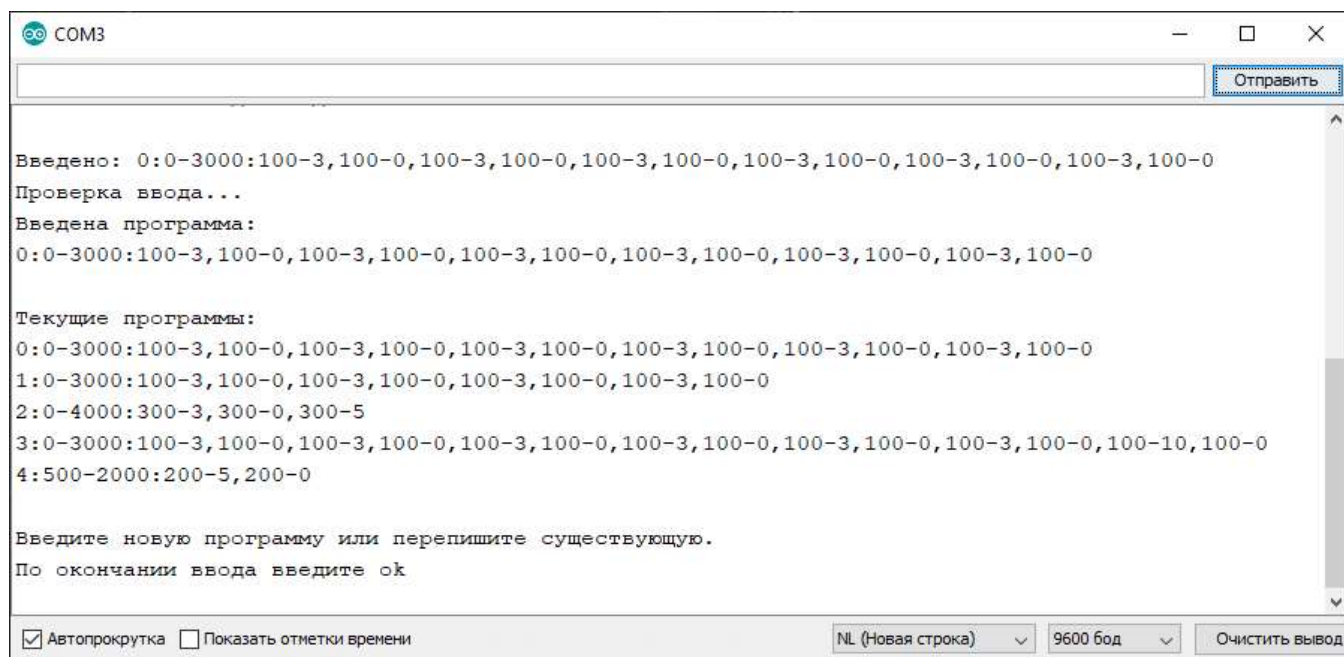 COM3
Отправить
Введено: 0:0-3000:100-3,100-0,100-3,100-0,100-3,100-0,100-3,100-0,100-3,100-0,100-3,100-0
Проверка ввода...
Введена программа:
0:0-3000:100-3,100-0,100-3,100-0,100-3,100-0,100-3,100-0,100-3,100-0,100-3,100-0
Текущие программы:
0:0-3000:100-3,100-0,100-3,100-0,100-3,100-0,100-3,100-0,100-3,100-0,100-3,100-0
1:0-3000:100-3,100-0,100-3,100-0,100-3,100-0,100-3,100-0
2:0-4000:300-3,300-0,300-5
3:0-3000:100-3,100-0,100-3,100-0,100-3,100-0,100-3,100-0,100-3,100-0,100-3,100-0,100-10,100-0
4:500-2000:200-5,200-0
Введите новую программу или перепишите существующую.
По окончании ввода введите ok
Автопрокрутка Показать отметки времени NL (Новая строка) 9600 бод Очистить вывод